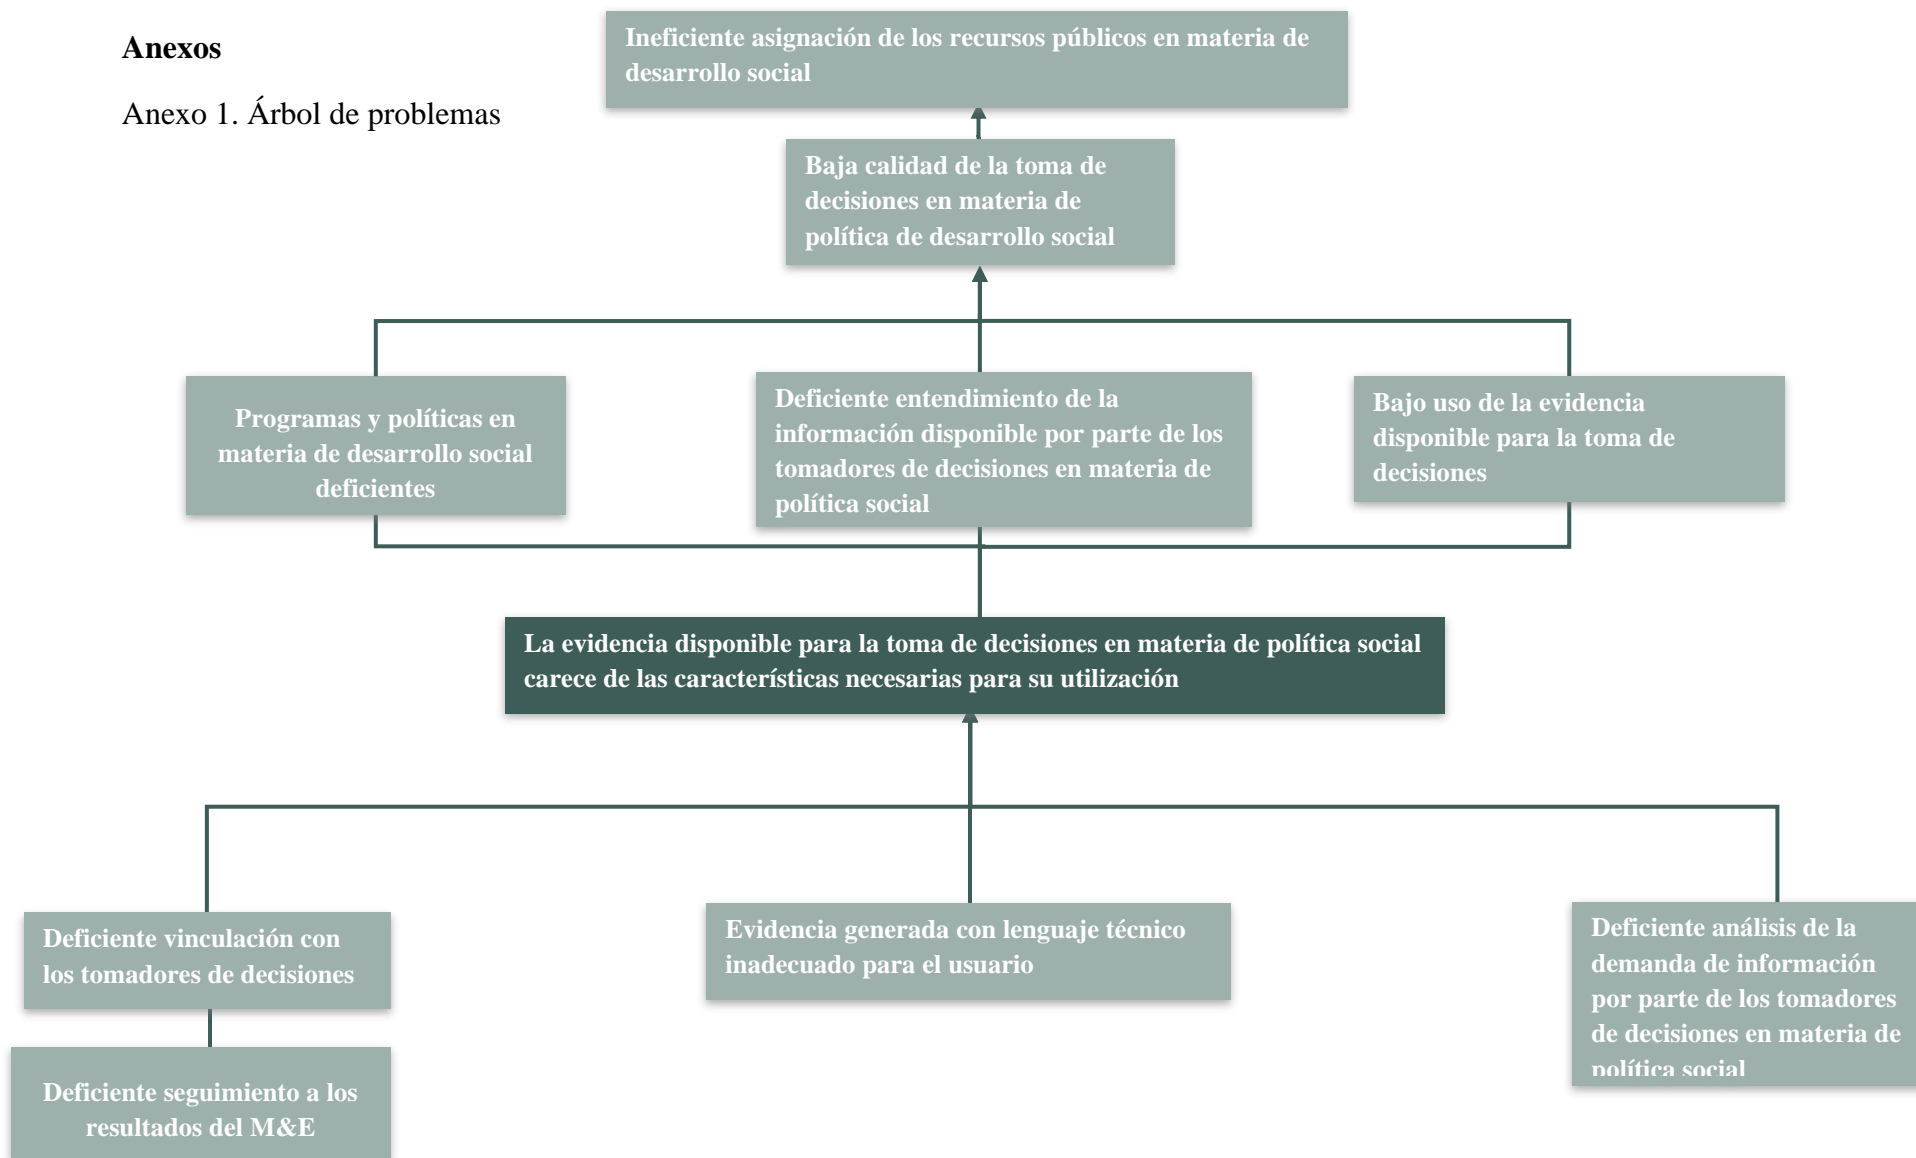 Anexos
Anexo 1. Árbol de problemas
Ineficiente asignación de los recursos públicos en materia de
desarrollo social
Baja calidad de la toma de
decisiones en materia de
política de desarrollo social
Programas y políticas en
materia de desarrollo social
deficientes
Deficiente entendimiento de la
información disponible por parte de los
tomadores de decisiones en materia de
política social
Bajo uso de la evidencia
disponible para la toma de
decisiones
La evidencia disponible para la toma de decisiones en materia de política social
carece de las características necesarias para su utilización
Deficiente vinculación con
los tomadores de decisiones
Evidencia generada con lenguaje técnico
inadecuado para el usuario
Deficiente análisis de la
demanda de información
por parte de los tomadores
de decisiones en materia de
política social
Deficiente seguimiento a los
resultados del M&E